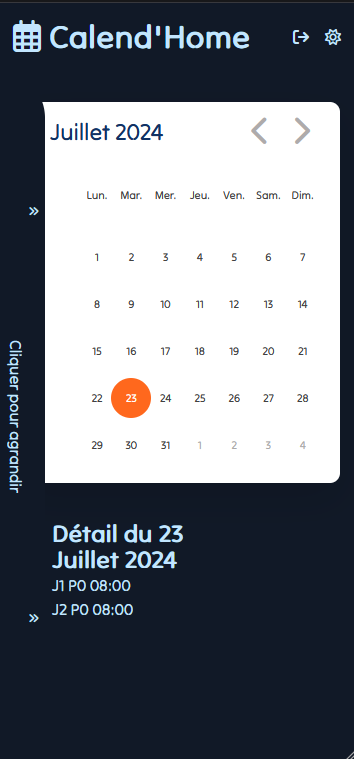 Calend'Home
Juillet 2024
Lun. Mar. Mer. Jeu. Ven. Sam. Dim.
1 2 3 4 5 6 7
8 9 10 11 12 13 14
15 16 17 18 19 20 21
22 23 24 25 26 27 28
29 30 31 1 2 3 4
»
Cliquer pour agrandir
»
Détail du 23
Juillet 2024
J1 P0 08:00
J2 P0 08:00